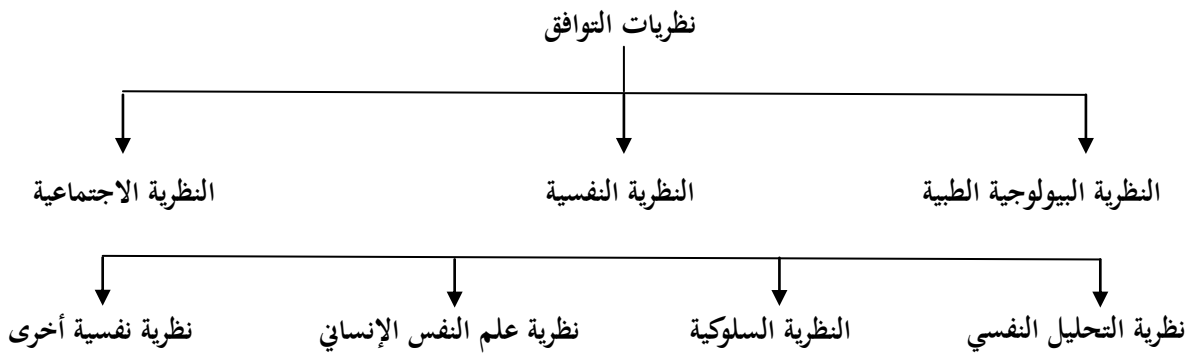 نظريات التوافق
النظرية البيولوجية الطبية النظرية النفسية النظرية الاجتماعية
نظرية التحليل النفسي النظرية السلوكية نظرية علم النفس الإنساني نظرية نفسية أخرى